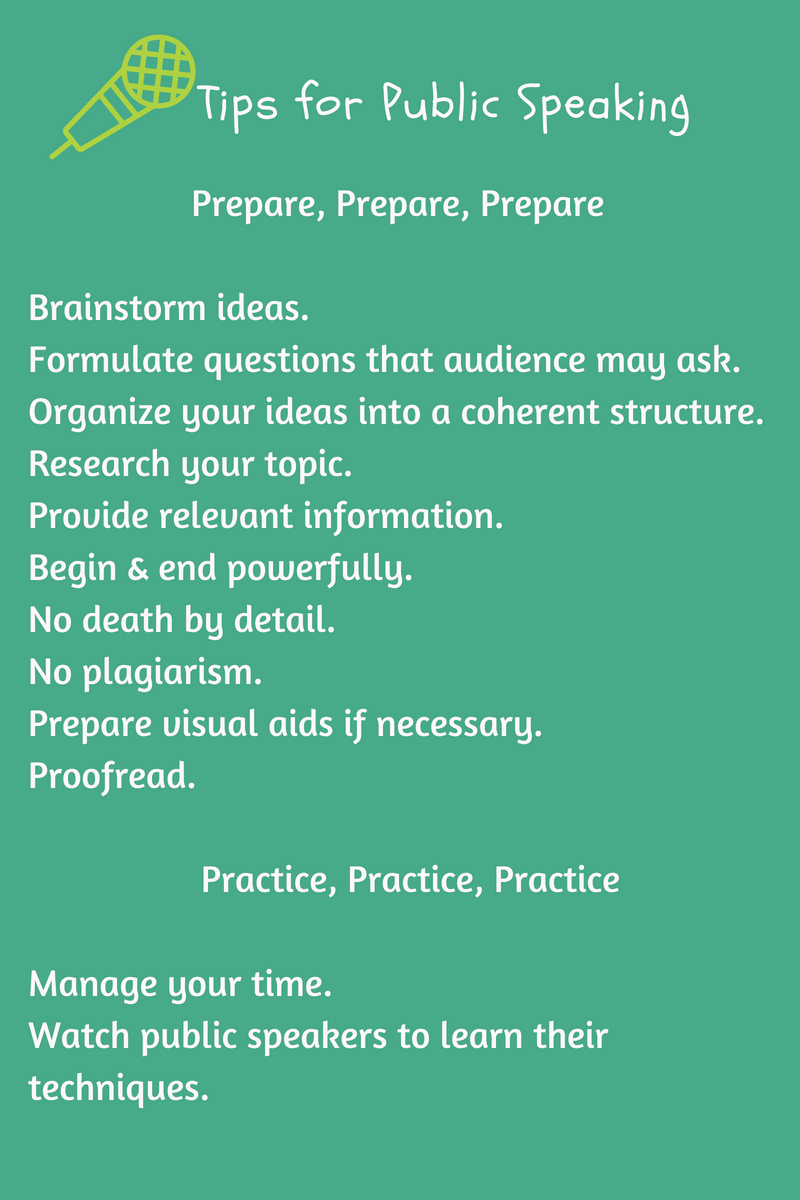 Tips for Public Speaking
Prepare, Prepare, Prepare
Brainstorm ideas.
Formulate questions that audience may ask.
Organize your ideas into a coherent structure.
Research your topic.
Provide relevant information.
Begin & end powerfully.
No death by detail.
No plagiarism.
Prepare visual aids if necessary.
Proofread.
Practice, Practice, Practice
Manage your time.
Watch public speakers to learn their
techniques.